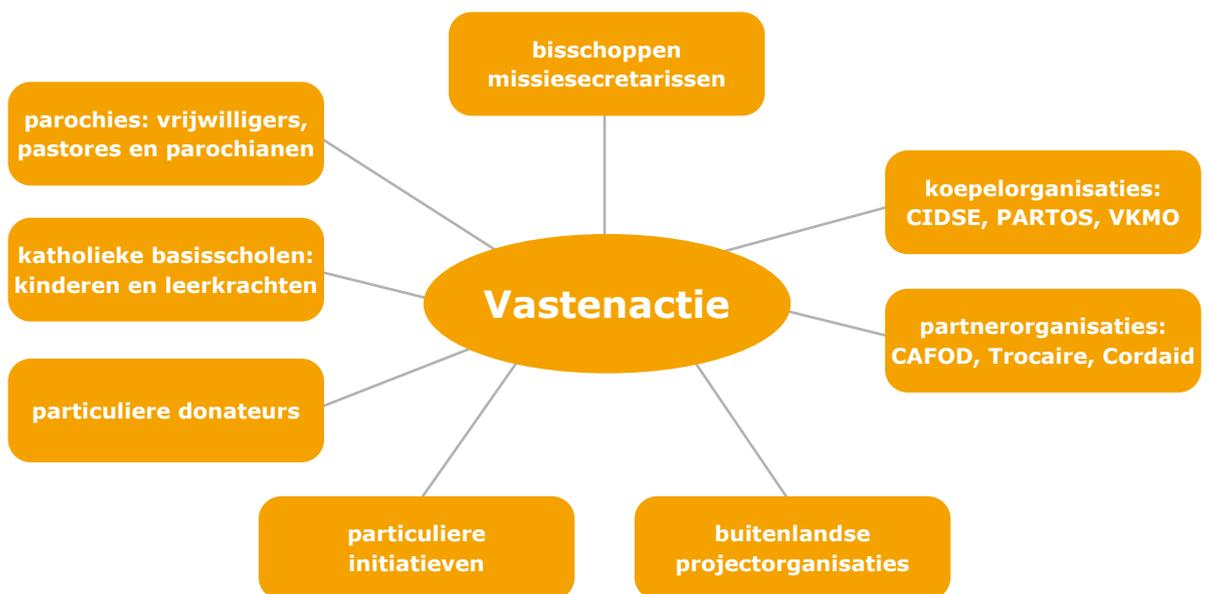 bisschoppen
missiesecretarissen
parochies: vrijwilligers,
pastores en parochianen
koepelorganisaties:
CIDSE, PARTOS, VKMO
katholieke basisscholen:
kinderen en leerkrachten
Vastenactie
partnerorganisaties:
CAFOD, Trocaire, Cordaid
particuliere donateurs
particuliere
initiatieven
buitenlandse
projectorganisaties